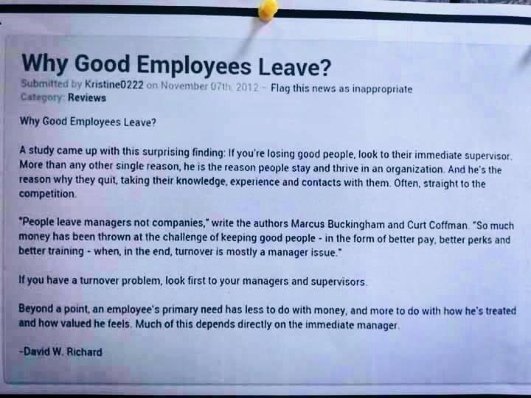 Why Good Employees Leave?
Submitted by Kristine0222 on November 07th, 2012 - Flag this news as inappropriate
Category: Reviews
Why Good Employees Leave?
A study came up with this surprising finding: If you're losing good people, look to their immediate supervisor.
More than any other single reason, he is the reason people stay and thrive in an organization. And he's the
reason why they quit, taking their knowledge, experience and contacts with them. Often, straight to the
competition.
"People leave managers not companies," write the authors Marcus Buckingham and Curt Coffman. "So much
money has been thrown at the challenge of keeping good people - in the form of better pay, better perks and
better training - when, in the end, turnover is mostly a manager issue."
If you have a turnover problem, look first to your managers and supervisors.
Beyond a point, an employee's primary need has less to do with money, and more to do with how he's treated
and how valued he feels. Much of this depends directly on the immediate manager.
-David W. Richard